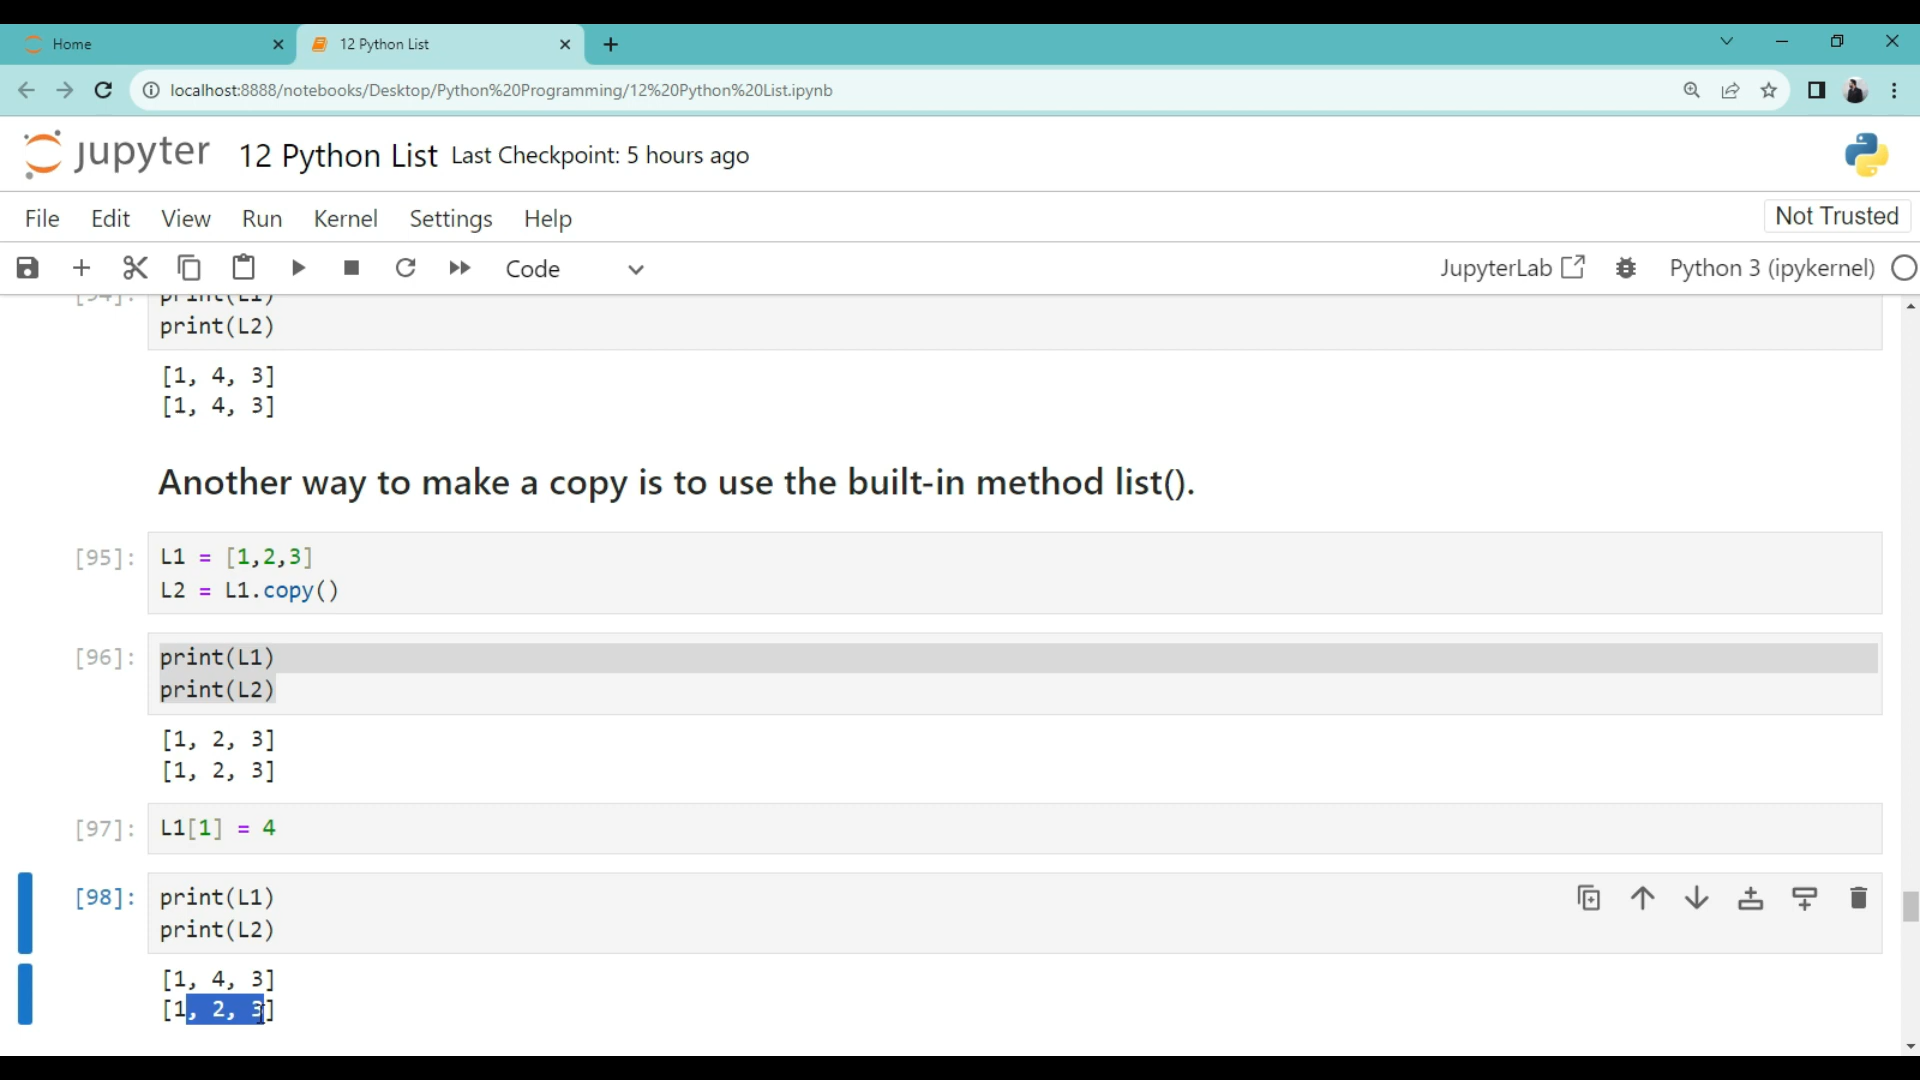 Home
12 Python List
localhost:8888/notebooks/Desktop/Python%20Programming/12%20Python%20List.ipynb
jupyter 12 Python List Last Checkpoint: 5 hours ago
File Edit View Run Kernel Settings Help Not Trusted
Code JupyterLab Python 3 (ipykernel)
[94]: print(L1)
print(L2)
[1, 4, 3]
[1, 4, 3]
Another way to make a copy is to use the built-in method list().
[95]: L1 = [1,2,3]
L2 = L1.copy()
[96]: print(L1)
print(L2)
[1, 2, 3]
[1, 2, 3]
[97]: L1[1] = 4
[98]: print(L1)
print(L2)
[1, 4, 3]
[1, 2, 3]